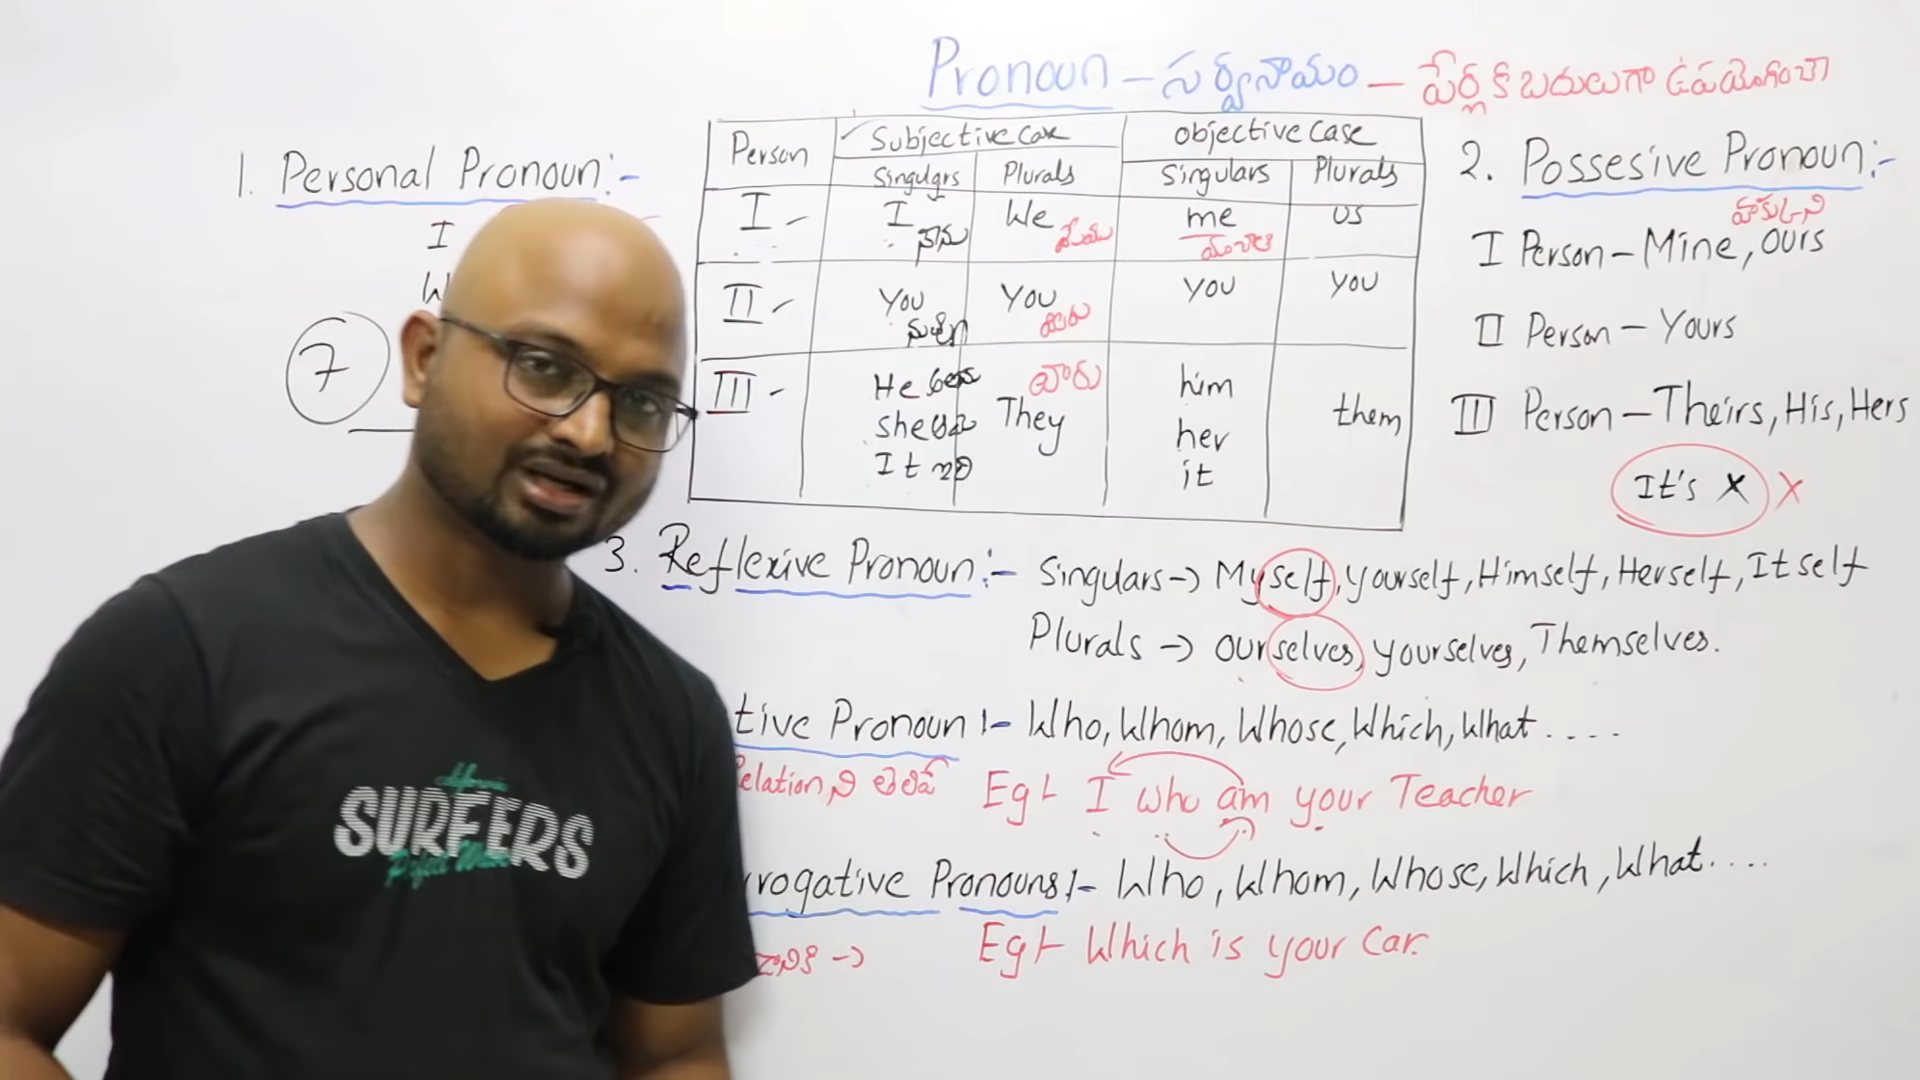 Pronoun – సర్వనామం – పేర్లకి బదులుగా ఉపయోగించా
1. Personal Pronoun:-
I
7
Person Subjective Case objective Case
Singulars Plurals Singulars Plurals
I - I నేను We మేము me us
II - You నువ్వు You మీరు you you
III - He అతను They వారు him them
She ఆమె her
It అది it
2. Possesive Pronoun:-
I Person - Mine, ours
II Person - Yours
III Person - Theirs, His, Hers
It's X X
3. Reflexive Pronoun:- Singulars -> Myself, yourself, Himself, Herself, Itself
Plurals -> ourselves, yourselves, Themselves.
tive Pronoun :- Who, Whom, Whose, Which, What ....
elation ని తెలిపే Eg:- I who am your Teacher
rogative Pronouns :- Who, Whom, Whose, Which, What ....
Eg:- Which is your Car.
SURFERS